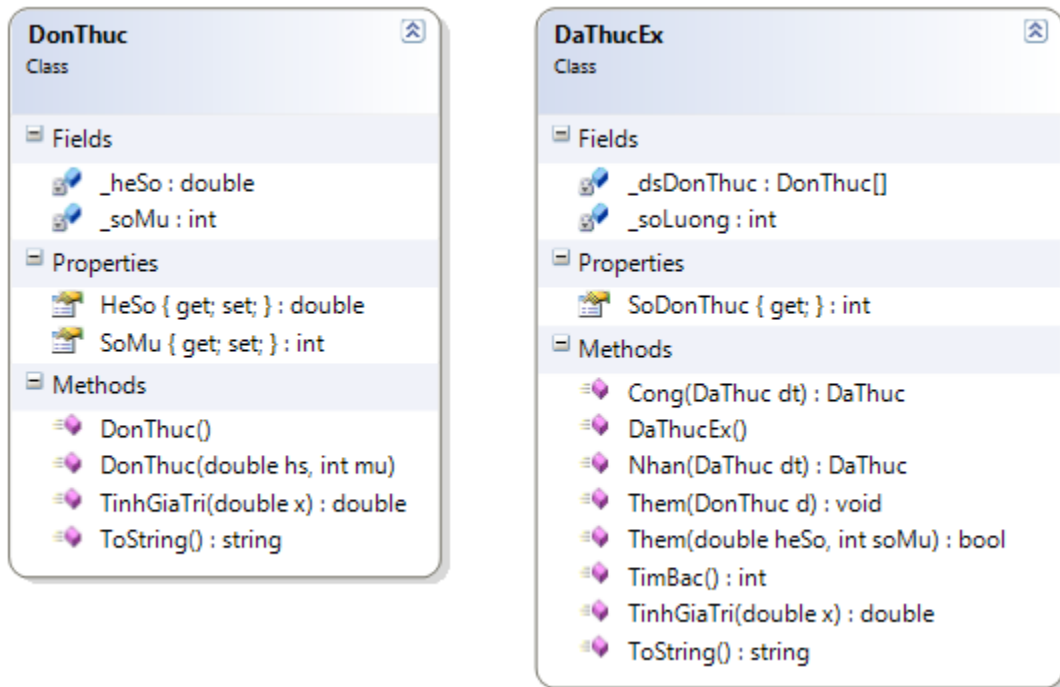 DonThuc
Class
Fields
_heSo : double
_soMu : int
Properties
HeSo { get; set; } : double
SoMu { get; set; } : int
Methods
DonThuc()
DonThuc(double hs, int mu)
TinhGiaTri(double x) : double
ToString() : string
DaThucEx
Class
Fields
_dsDonThuc : DonThuc[]
_soLuong : int
Properties
SoDonThuc { get; } : int
Methods
Cong(DaThuc dt) : DaThuc
DaThucEx()
Nhan(DaThuc dt) : DaThuc
Them(DonThuc d) : void
Them(double heSo, int soMu) : bool
TimBac() : int
TinhGiaTri(double x) : double
ToString() : string